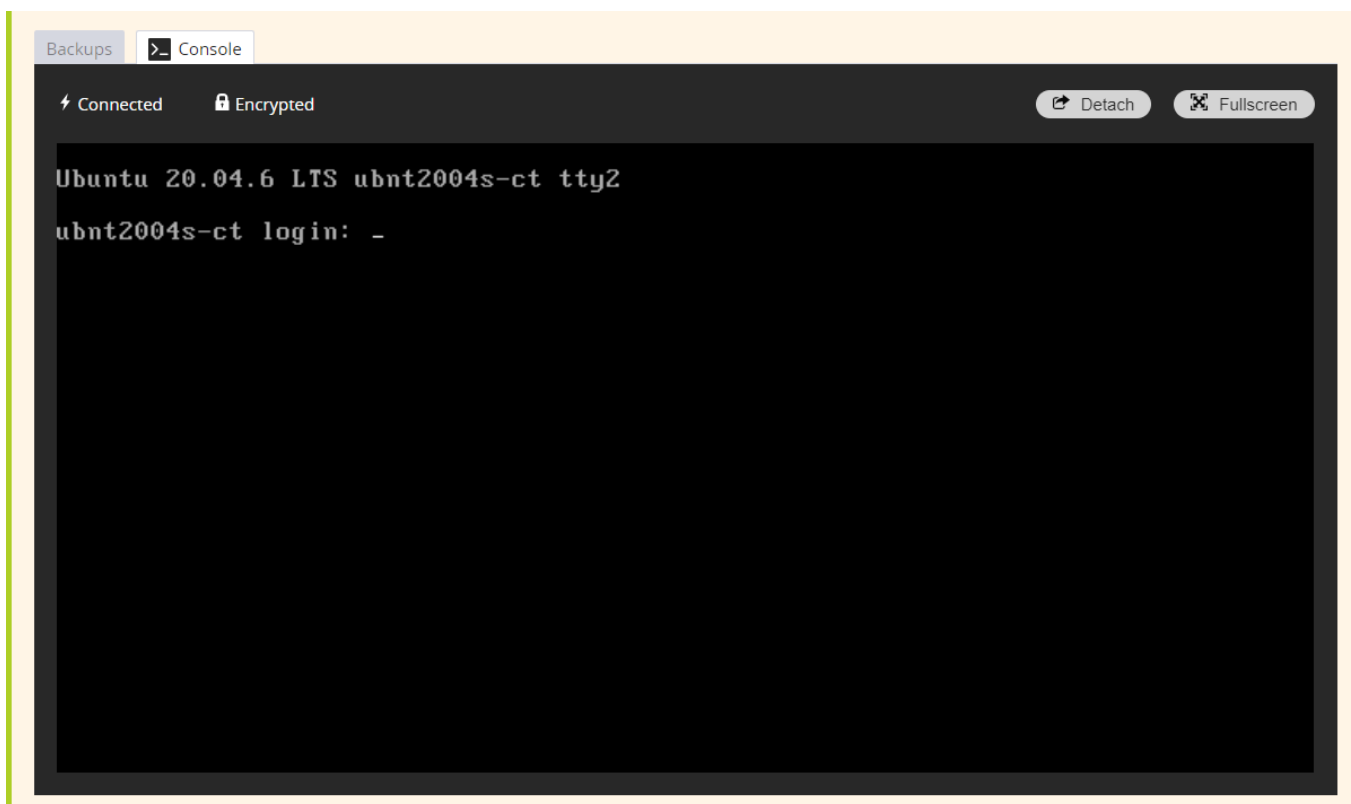 Backups Console
Connected Encrypted Detach Fullscreen
Ubuntu 20.04.6 LTS ubnt2004s-ct tty2
ubnt2004s-ct login: _